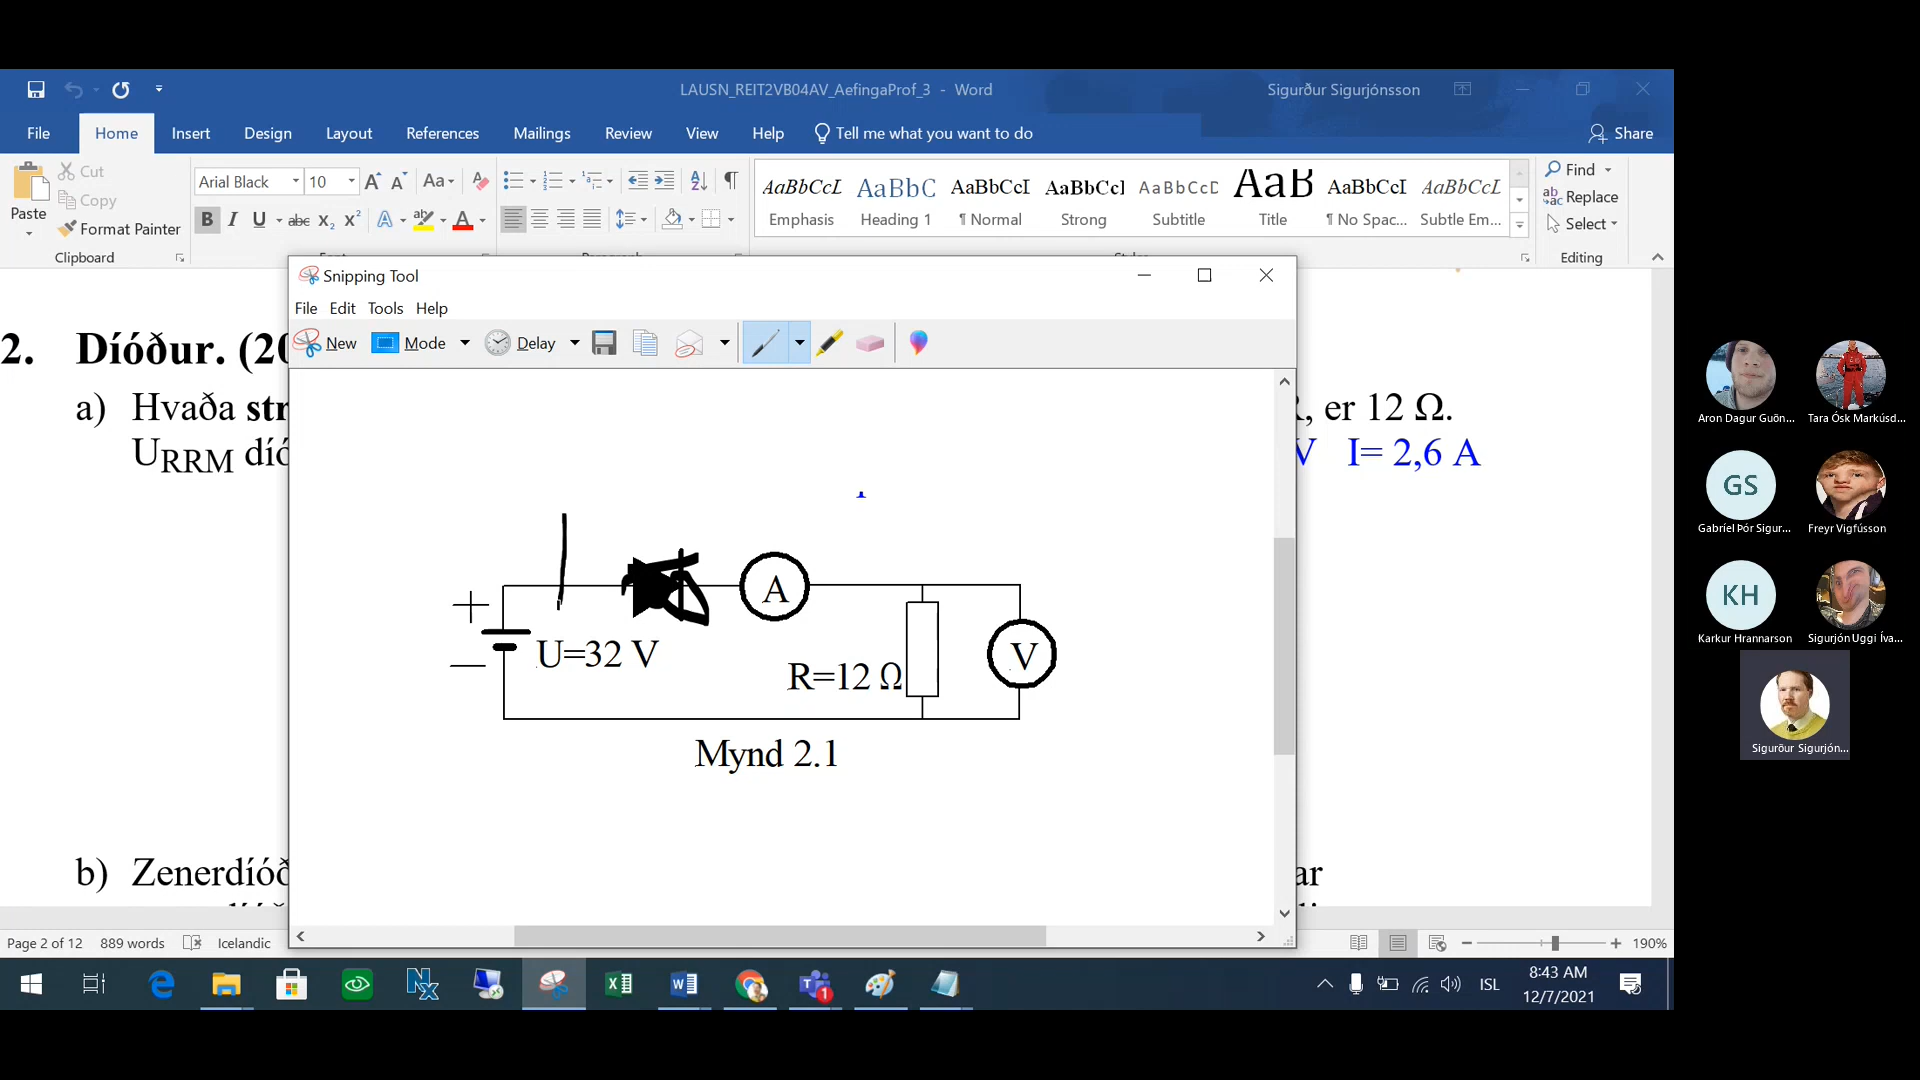 LAUSN_REIT2VB04AV_AefingaProf_3 - Word
Sigurður Sigurjónsson
File Home Insert Design Layout References Mailings Review View Help Tell me what you want to do Share
Paste
Cut
Copy
Format Painter
Clipboard
Arial Black 10
AaBbCcL AaBbC AaBbCcI AaBbCcI AaBbCcD AaB AaBbCcI AaBbCcL
Emphasis Heading 1 ¶ Normal Strong Subtitle Title ¶ No Spac... Subtle Em...
Find
Replace
Select
Editing
Snipping Tool
File Edit Tools Help
New Mode Delay
2. Díóður. (20
a) Hvaða str
, er 12 Ω.
URRM díó
V I= 2,6 A
A
+
–
U=32 V
R=12 Ω
V
Mynd 2.1
b) Zenerdíóð
ar
Page 2 of 12 889 words Icelandic 190%
ISL
8:43 AM
12/7/2021
1
Aron Dagur Guðn...
Tara Ósk Markúsd...
GS
Gabríel Þór Sigur...
Freyr Vigfússon
KH
Karkur Hrannarson
Sigurjón Uggi Íva...
Sigurður Sigurjón...